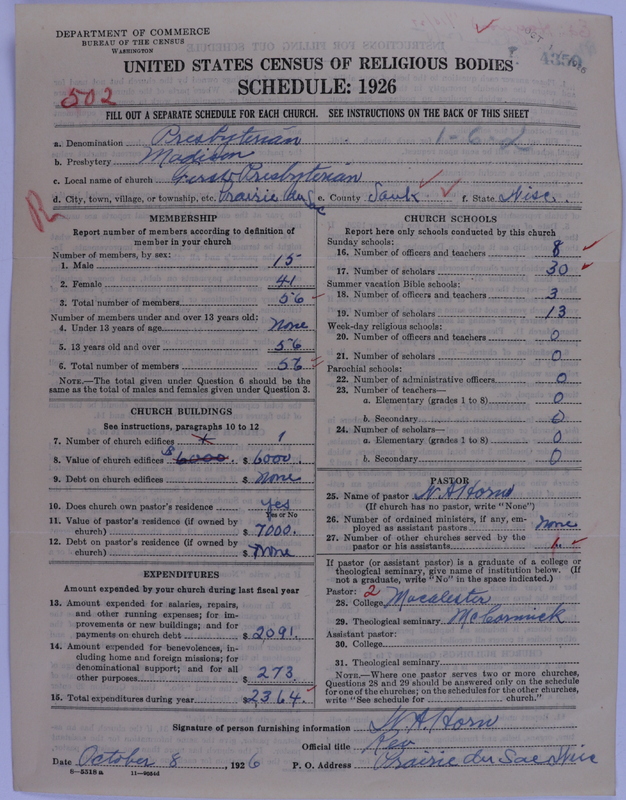 DEPARTMENT OF COMMERCE
BUREAU OF THE CENSUS
WASHINGTON
UNITED STATES CENSUS OF RELIGIOUS BODIES
SCHEDULE: 1926
502
FILL OUT A SEPARATE SCHEDULE FOR EACH CHURCH. SEE INSTRUCTIONS ON THE BACK OF THIS SHEET
a. Denomination Presbyterian 1-6-2
b. Presbytery Madison
c. Local name of church First Presbyterian
d. City, town, village, or township, etc. Prairie du Sac e. County Sauk f. State Wisc.
R
MEMBERSHIP
Report number of members according to definition of
member in your church
Number of members, by sex:
1. Male 15
2. Female 41
3. Total number of members 56
Number of members under and over 13 years old:
4. Under 13 years of age None
5. 13 years old and over 56
6. Total number of members 56
NOTE.—The total given under Question 6 should be the
same as the total of males and females given under Question 3.
CHURCH BUILDINGS
See instructions, paragraphs 10 to 12
7. Number of church edifices 1
8. Value of church edifices $6000. $ 6000.
9. Debt on church edifices $ None
10. Does church own pastor's residence yes
Yes or No
11. Value of pastor's residence (if owned by
church) $ 7000.
12. Debt on pastor's residence (if owned by
church) $ None
EXPENDITURES
Amount expended by your church during last fiscal year
13. Amount expended for salaries, repairs,
and other running expenses; for im-
provements or new buildings; and for
payments on church debt $ 2091.
14. Amount expended for benevolences, in-
cluding home and foreign missions; for
denominational support; and for all
other purposes $ 273
15. Total expenditures during year $ 2364.
CHURCH SCHOOLS
Report here only schools conducted by this church
Sunday schools:
16. Number of officers and teachers 8
17. Number of scholars 30
Summer vacation Bible schools:
18. Number of officers and teachers 3
19. Number of scholars 13
Week-day religious schools:
20. Number of officers and teachers 0
21. Number of scholars 0
Parochial schools:
22. Number of administrative officers 0
23. Number of teachers—
a. Elementary (grades 1 to 8) 0
b. Secondary 0
24. Number of scholars—
a. Elementary (grades 1 to 8) 0
b. Secondary 0
PASTOR
25. Name of pastor N. A. Horn
(If church has no pastor, write "None")
26. Number of ordained ministers, if any, em-
ployed as assistant pastors None
27. Number of other churches served by the
pastor or his assistants
If pastor (or assistant pastor) is a graduate of a college or
theological seminary, give name of institution below. (If
not a graduate, write "No" in the space indicated.)
Pastor: 2
28. College Macalester
29. Theological seminary McCormick
Assistant pastor:
30. College
31. Theological seminary
NOTE.—Where one pastor serves two or more churches,
Questions 28 and 29 should be answered only on the schedule
for one of the churches; on the schedules for the other churches,
write "See schedule for church."
Signature of person furnishing information N. A. Horn
Official title Rev
Date October 8, 1926 P. O. Address Prairie du Sac Wisc
8—5318 a